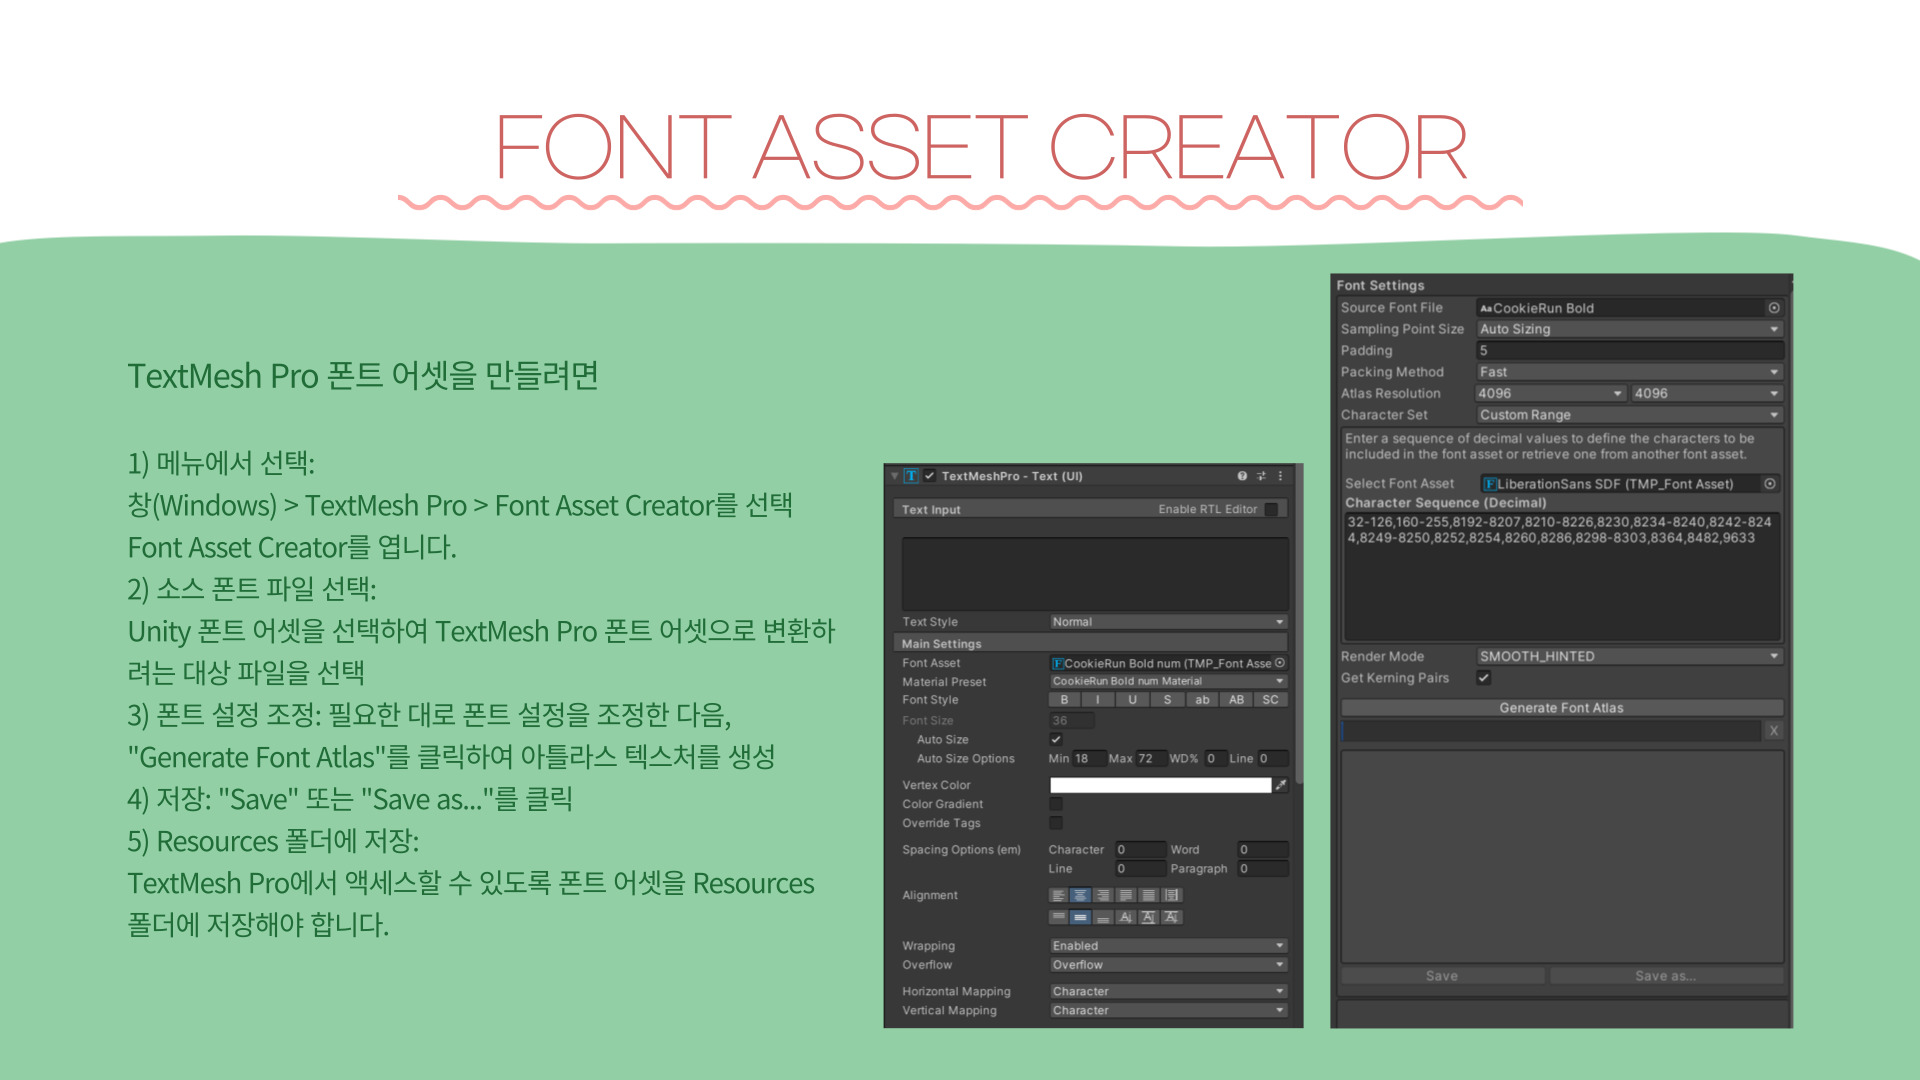 FONT ASSET CREATOR
TextMesh Pro 폰트 어셋을 만들려면
1) 메뉴에서 선택:
창(Windows) > TextMesh Pro > Font Asset Creator를 선택
Font Asset Creator를 엽니다.
2) 소스 폰트 파일 선택:
Unity 폰트 어셋을 선택하여 TextMesh Pro 폰트 어셋으로 변환하
려는 대상 파일을 선택
3) 폰트 설정 조정: 필요한 대로 폰트 설정을 조정한 다음,
"Generate Font Atlas"를 클릭하여 아틀라스 텍스처를 생성
4) 저장: "Save" 또는 "Save as..."를 클릭
5) Resources 폴더에 저장:
TextMesh Pro에서 액세스할 수 있도록 폰트 어셋을 Resources
폴더에 저장해야 합니다.
TextMeshPro - Text (UI)
Text Input Enable RTL Editor
Text Style Normal
Main Settings
Font Asset CookieRun Bold num (TMP_Font Asse
Material Preset CookieRun Bold num Material
Font Style B I U S ab AB SC
Font Size 36
Auto Size
Auto Size Options Min 18 Max 72 WD% 0 Line 0
Vertex Color
Color Gradient
Override Tags
Spacing Options (em) Character 0 Word 0
Line 0 Paragraph 0
Alignment
Wrapping Enabled
Overflow Overflow
Horizontal Mapping Character
Vertical Mapping Character
Font Settings
Source Font File CookieRun Bold
Sampling Point Size Auto Sizing
Padding 5
Packing Method Fast
Atlas Resolution 4096 4096
Character Set Custom Range
Enter a sequence of decimal values to define the characters to be
included in the font asset or retrieve one from another font asset.
Select Font Asset LiberationSans SDF (TMP_Font Asset)
Character Sequence (Decimal)
32-126,160-255,8192-8207,8210-8226,8230,8234-8240,8242-824
4,8249-8250,8252,8254,8260,8286,8298-8303,8364,8482,9633
Render Mode SMOOTH_HINTED
Get Kerning Pairs
Generate Font Atlas
X
Save Save as...